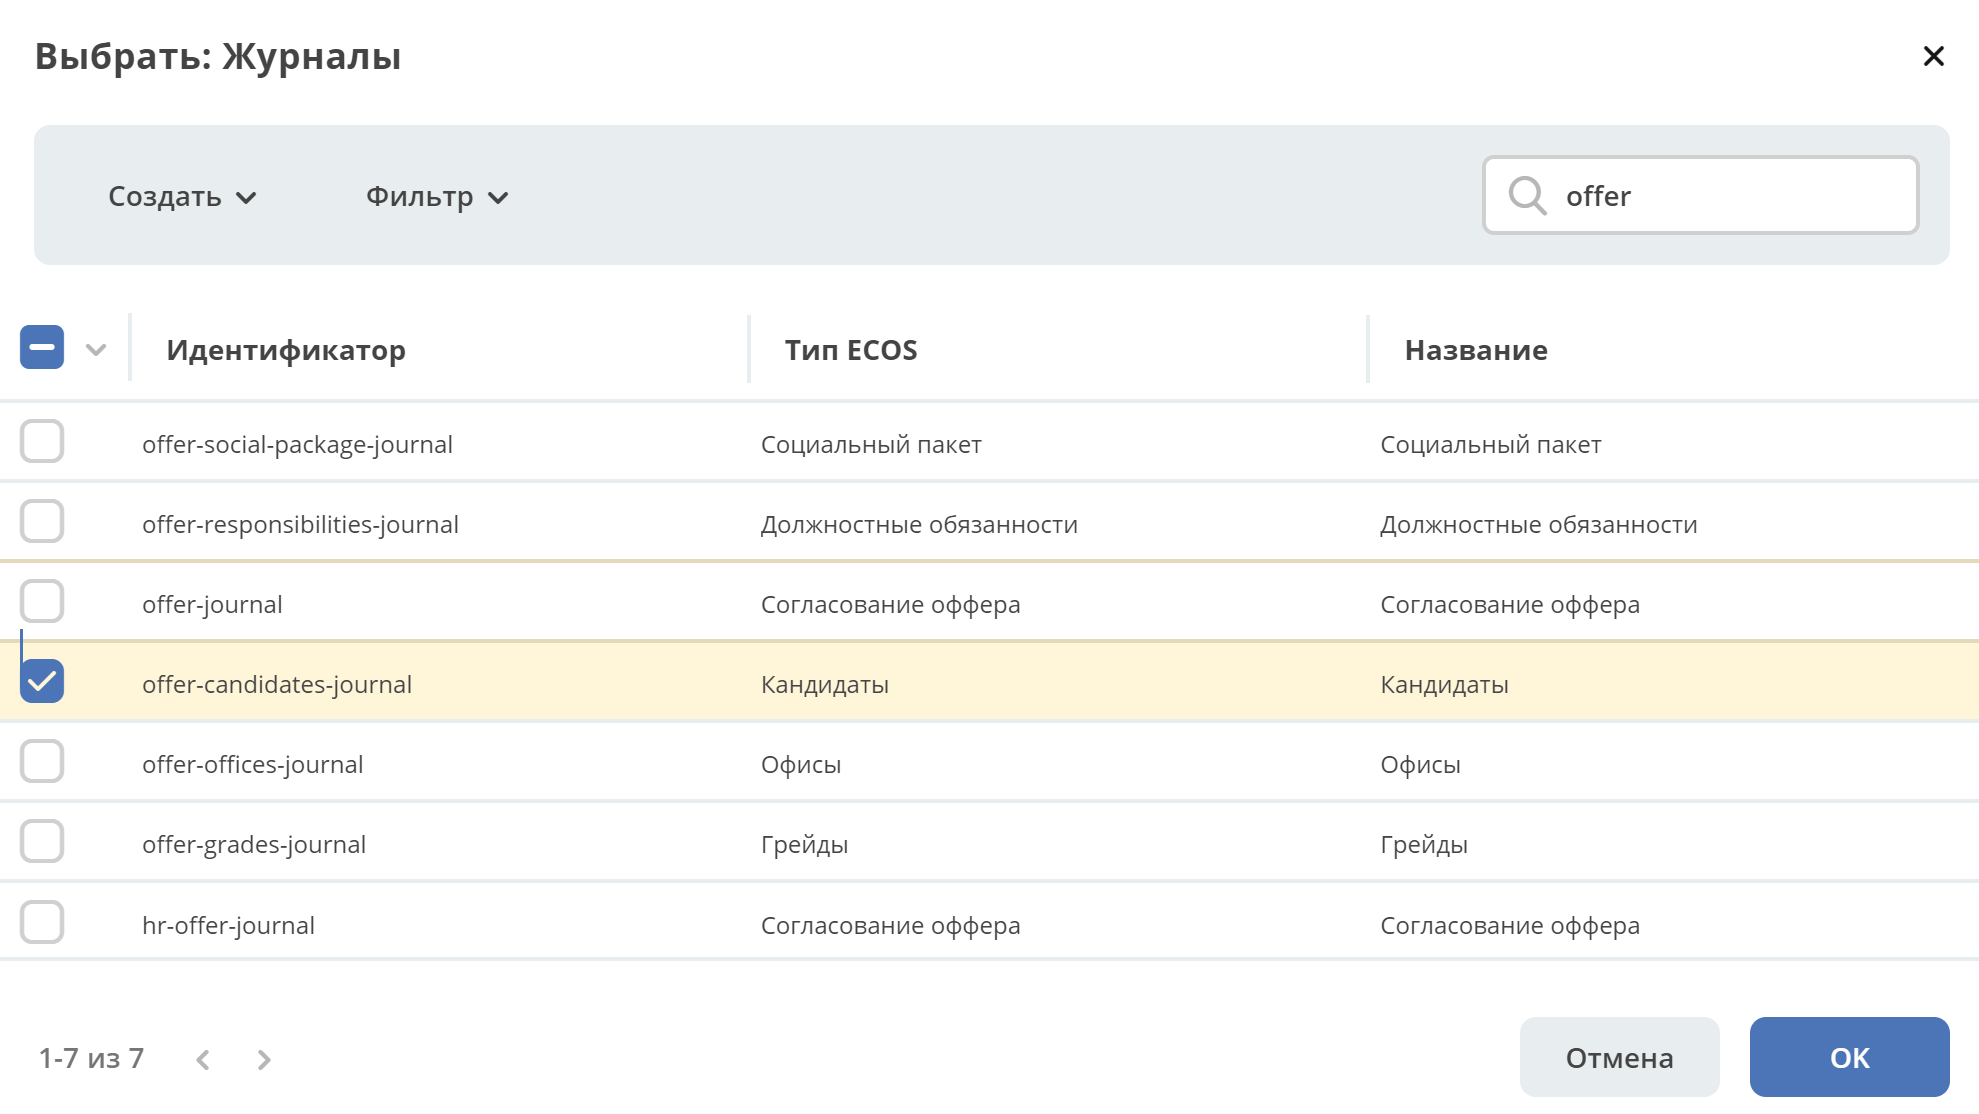 Выбрать: Журналы
Создать Фильтр offer
Идентификатор Тип ECOS Название
offer-social-package-journal Социальный пакет Социальный пакет
offer-responsibilities-journal Должностные обязанности Должностные обязанности
offer-journal Согласование оффера Согласование оффера
offer-candidates-journal Кандидаты Кандидаты
offer-offices-journal Офисы Офисы
offer-grades-journal Грейды Грейды
hr-offer-journal Согласование оффера Согласование оффера
1-7 из 7 Отмена OK